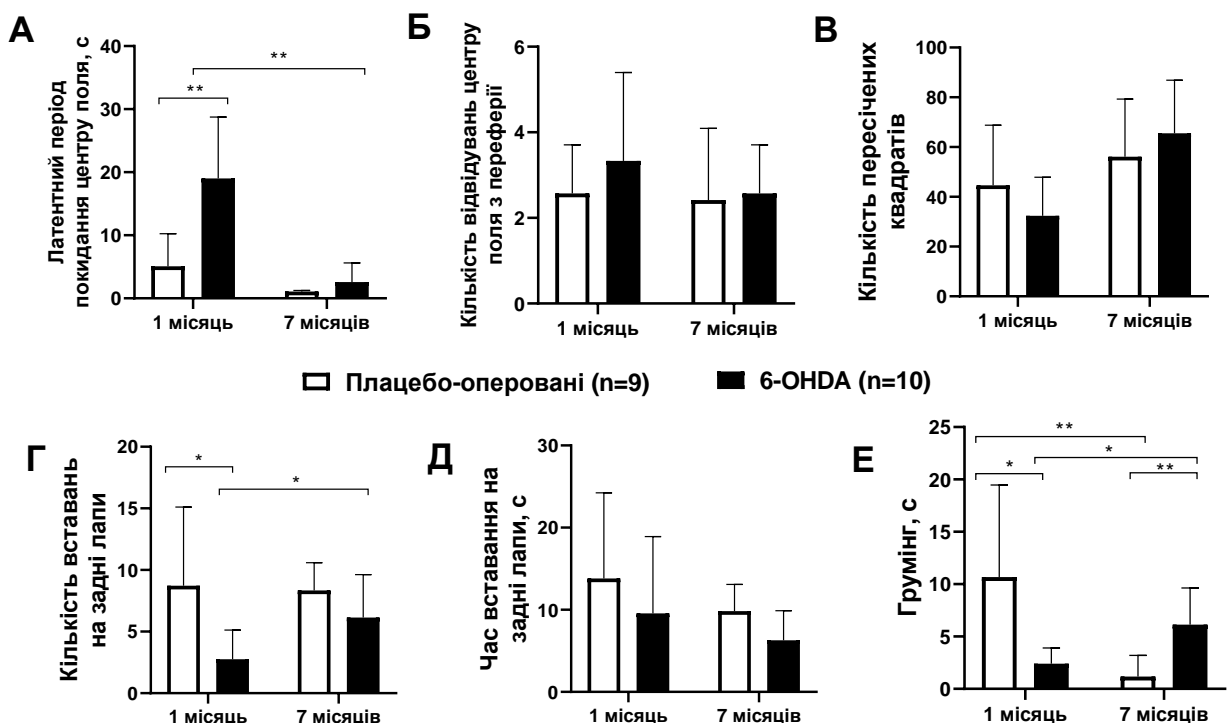 А
Латентний період
покидання центру поля, с
40
30
20
10
0
**
**
1 місяць
7 місяців
Б
Кількість відвідувань центру
поля з переферії
6
4
2
0
1 місяць
7 місяців
В
Кількість пересічених
квадратів
100
80
60
40
20
0
1 місяць
7 місяців
Плацебо-оперовані (n=9)
6-OHDA (n=10)
Г
Кількість вставань
на задні лапи
20
15
10
5
0
*
*
1 місяць
7 місяців
Д
Час вставання на
задні лапи, с
30
20
10
0
1 місяць
7 місяців
Е
Грумінг, с
25
20
15
10
5
0
**
*
*
**
1 місяць
7 місяців